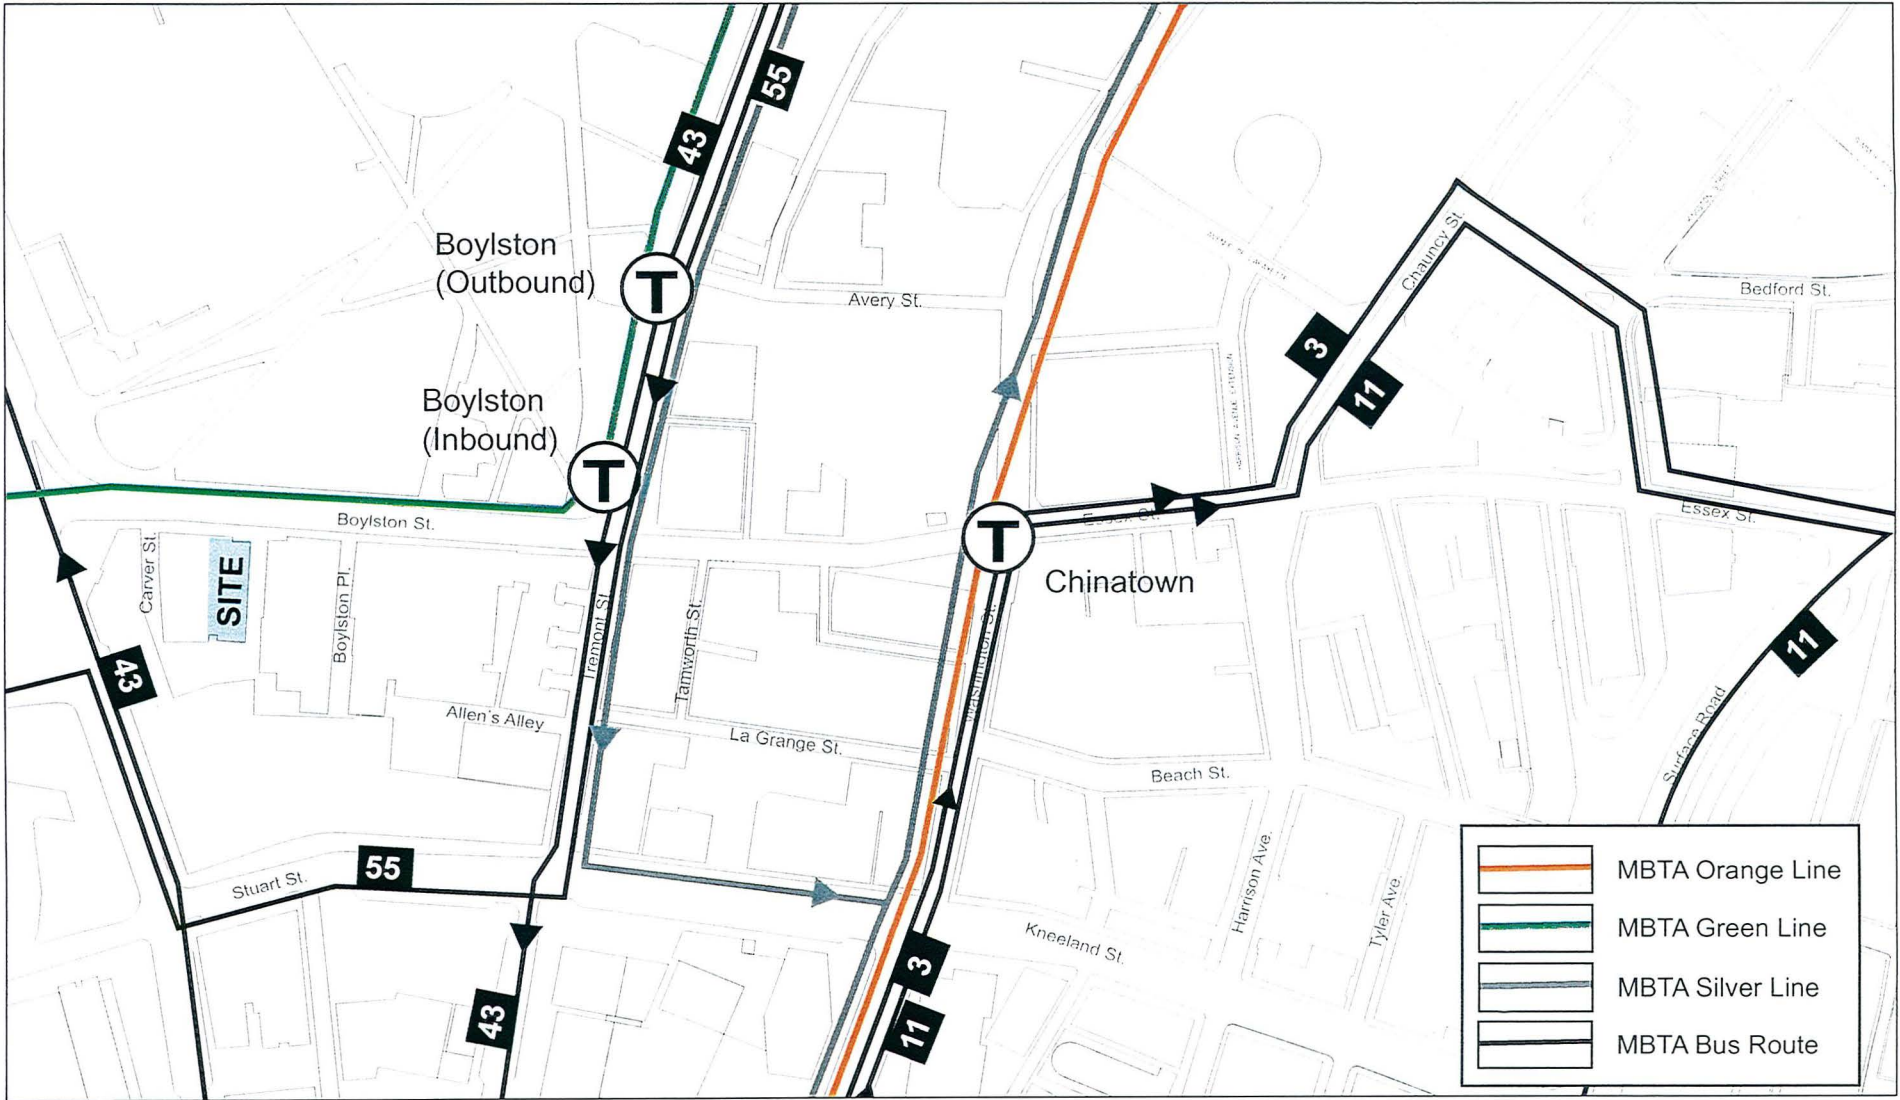 55
43
Boylston
(Outbound)
T
Avery St.
Chauncy St.
Bedford St.
3
11
Boylston
(Inbound)
T
Boylston St.
T
Essex St.
Essex St.
Chinatown
Carver St.
SITE
Boylston Pl.
Tremont St.
Tamworth St.
Washington St.
11
43
Allen's Alley
La Grange St.
Beach St.
Surface Road
55
Stuart St.
Harrison Ave.
Tyler Ave.
Kneeland St.
3
43
11
MBTA Orange Line
MBTA Green Line
MBTA Silver Line
MBTA Bus Route